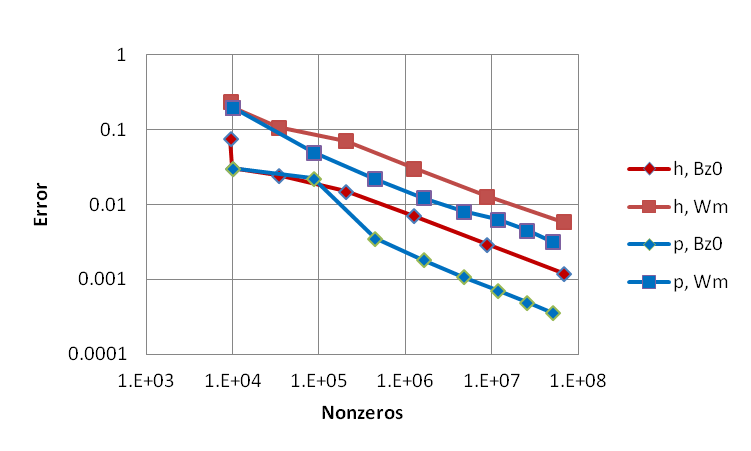 1
0.1
0.01
0.001
0.0001
Error
1.E+03 1.E+04 1.E+05 1.E+06 1.E+07 1.E+08
Nonzeros
h, Bz0
h, Wm
p, Bz0
p, Wm